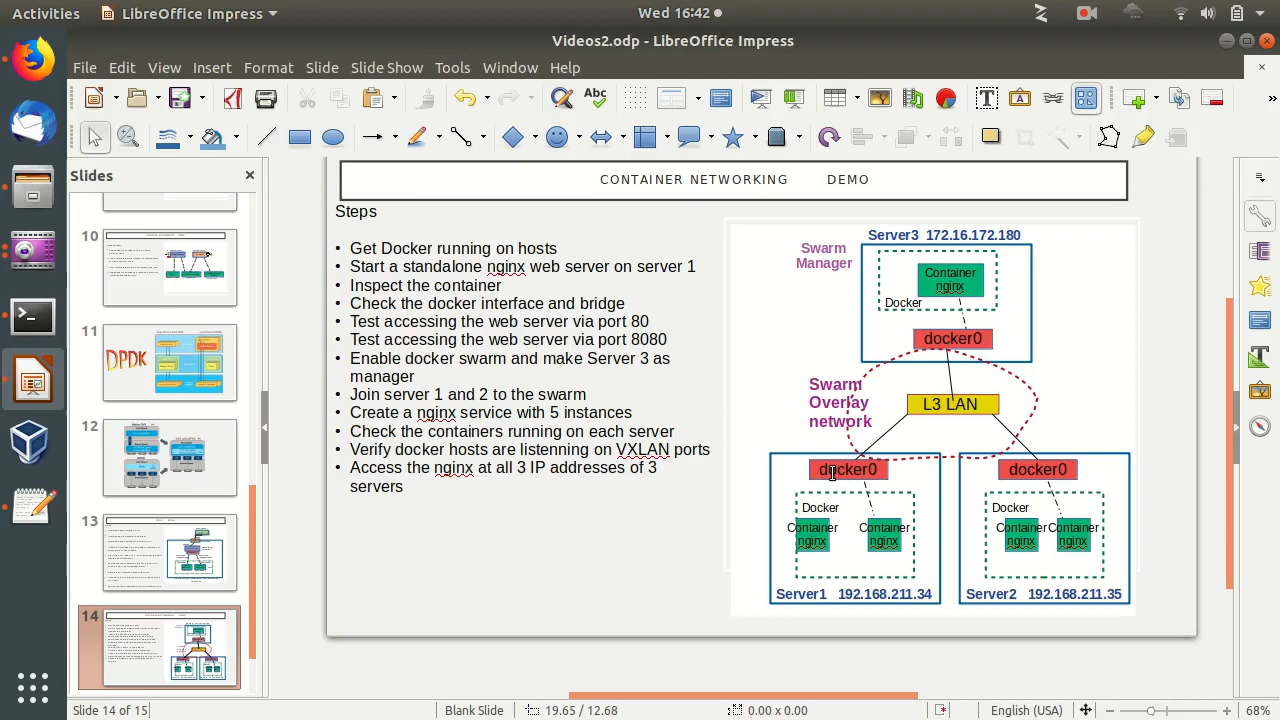 Activities
LibreOffice Impress
Wed 16:42
Videos2.odp - LibreOffice Impress
File Edit View Insert Format Slide Slide Show Tools Window Help
Abc
Slides
10
11
DPDK
12
13
14
CONTAINER NETWORKING DEMO
Steps
• Get Docker running on hosts
• Start a standalone nginx web server on server 1
• Inspect the container
• Check the docker interface and bridge
• Test accessing the web server via port 80
• Test accessing the web server via port 8080
• Enable docker swarm and make Server 3 as
manager
• Join server 1 and 2 to the swarm
• Create a nginx service with 5 instances
• Check the containers running on each server
• Verify docker hosts are listenning on VXLAN ports
• Access the nginx at all 3 IP addresses of 3
servers
Server3 172.16.172.180
Swarm
Manager
Container
nginx
Docker
docker0
Swarm
Overlay
network
L3 LAN
docker0
docker0
Docker
Docker
Container
nginx
Container
nginx
Container
nginx
Container
nginx
Server1 192.168.211.34
Server2 192.168.211.35
Slide 14 of 15
Blank Slide
19.65 / 12.68
0.00 x 0.00
English (USA)
68%